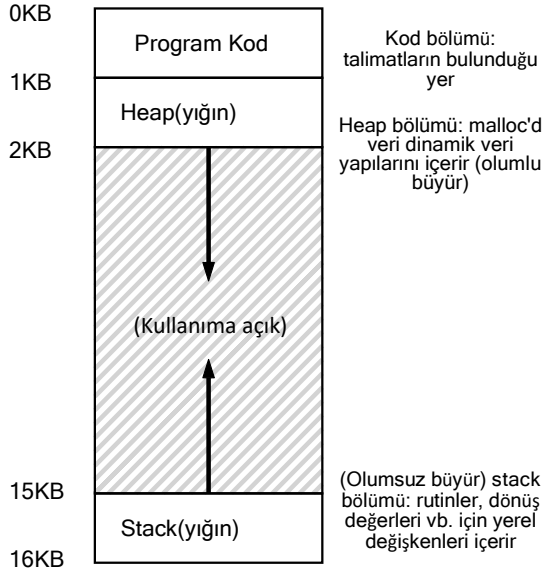 0KB
Program Kod
Kod bölümü:
talimatların bulunduğu
yer
1KB
Heap(yığın)
Heap bölümü: malloc'd
veri dinamik veri
yapılarını içerir (olumlu
büyür)
2KB
(Kullanıma açık)
15KB
(Olumsuz büyür) stack
bölümü: rutinler, dönüş
değerleri vb. için yerel
değişkenleri içerir
Stack(yığın)
16KB